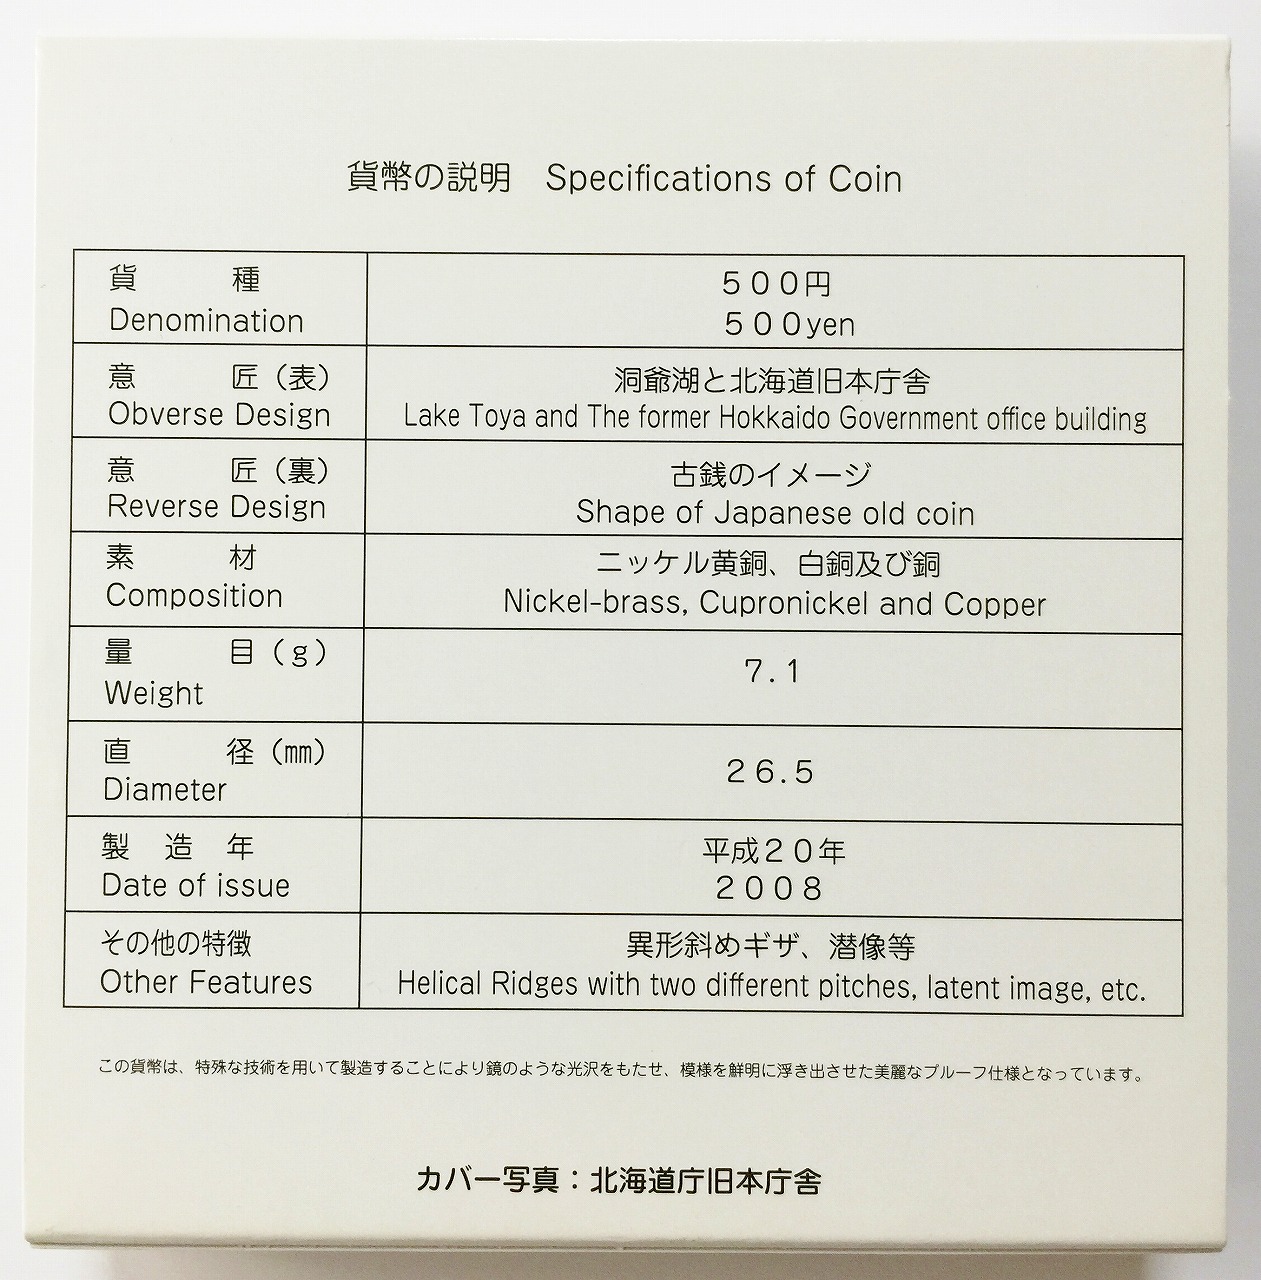 貨幣の説明　Specifications of Coin
貨　　　種
Denomination
５００円
５００yen
意　　　匠（表）
Obverse Design
洞爺湖と北海道旧本庁舎
Lake Toya and The former Hokkaido Government office building
意　　　匠（裏）
Reverse Design
古銭のイメージ
Shape of Japanese old coin
素　　　材
Composition
ニッケル黄銅、白銅及び銅
Nickel-brass, Cupronickel and Copper
量　　　目（ｇ）
Weight
７.１
直　　　径（㎜）
Diameter
２６.５
製　造　年
Date of issue
平成２０年
２００８
その他の特徴
Other Features
異形斜めギザ、潜像等
Helical Ridges with two different pitches, latent image, etc.
この貨幣は、特殊な技術を用いて製造することにより鏡のような光沢をもたせ、模様を鮮明に浮き出させた美麗なプルーフ仕様となっています。
カバー写真：北海道庁旧本庁舎